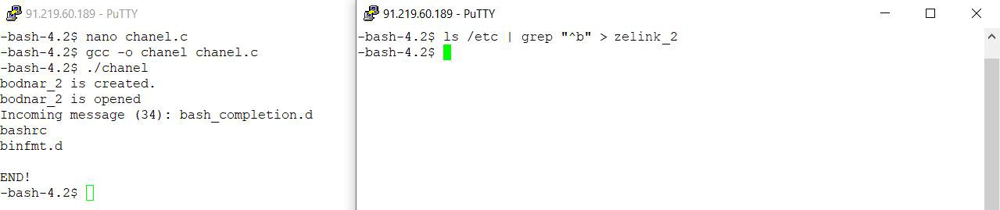 91.219.60.189 - PuTTY
-bash-4.2$ nano chanel.c
-bash-4.2$ gcc -o chanel chanel.c
-bash-4.2$ ./chanel
bodnar_2 is created.
bodnar_2 is opened
Incoming message (34): bash_completion.d
bashrc
binfmt.d
END!
-bash-4.2$
91.219.60.189 - PuTTY
-bash-4.2$ ls /etc | grep "^b" > zelink_2
-bash-4.2$